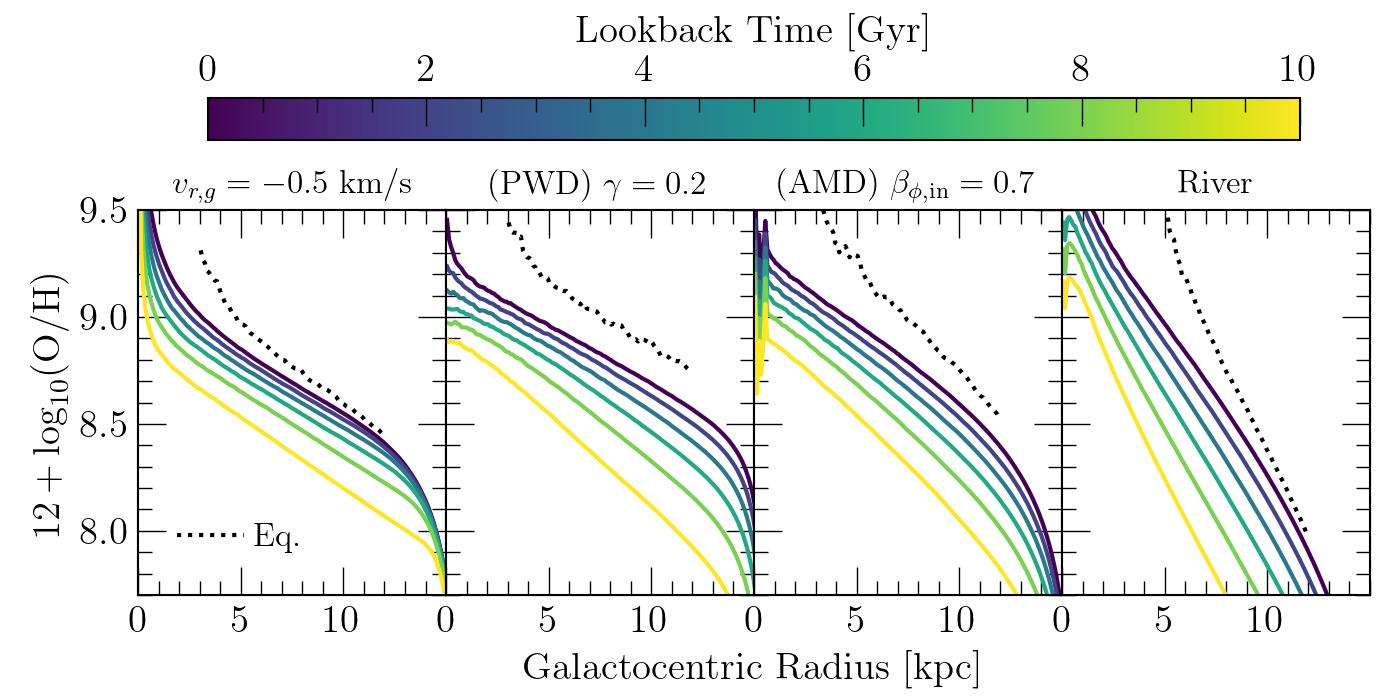 Lookback Time [Gyr]
0 2 4 6 8 10
v_{r,g} = −0.5 km/s (PWD) γ = 0.2 (AMD) β_{ϕ,in} = 0.7 River
9.5
9.0
8.5
8.0
12 + log₁₀(O/H)
Eq.
0 5 10 0 5 10 0 5 10 0 5 10
Galactocentric Radius [kpc]